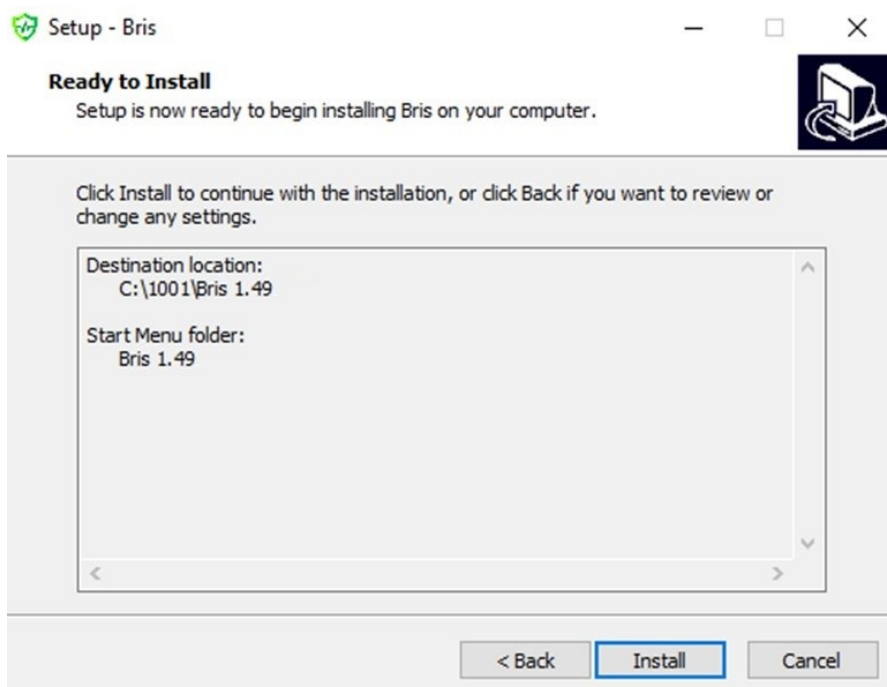 Setup - Bris
Ready to Install
Setup is now ready to begin installing Bris on your computer.
Click Install to continue with the installation, or click Back if you want to review or
change any settings.
Destination location:
C:\1001\Bris 1.49
Start Menu folder:
Bris 1.49
< Back
Install
Cancel